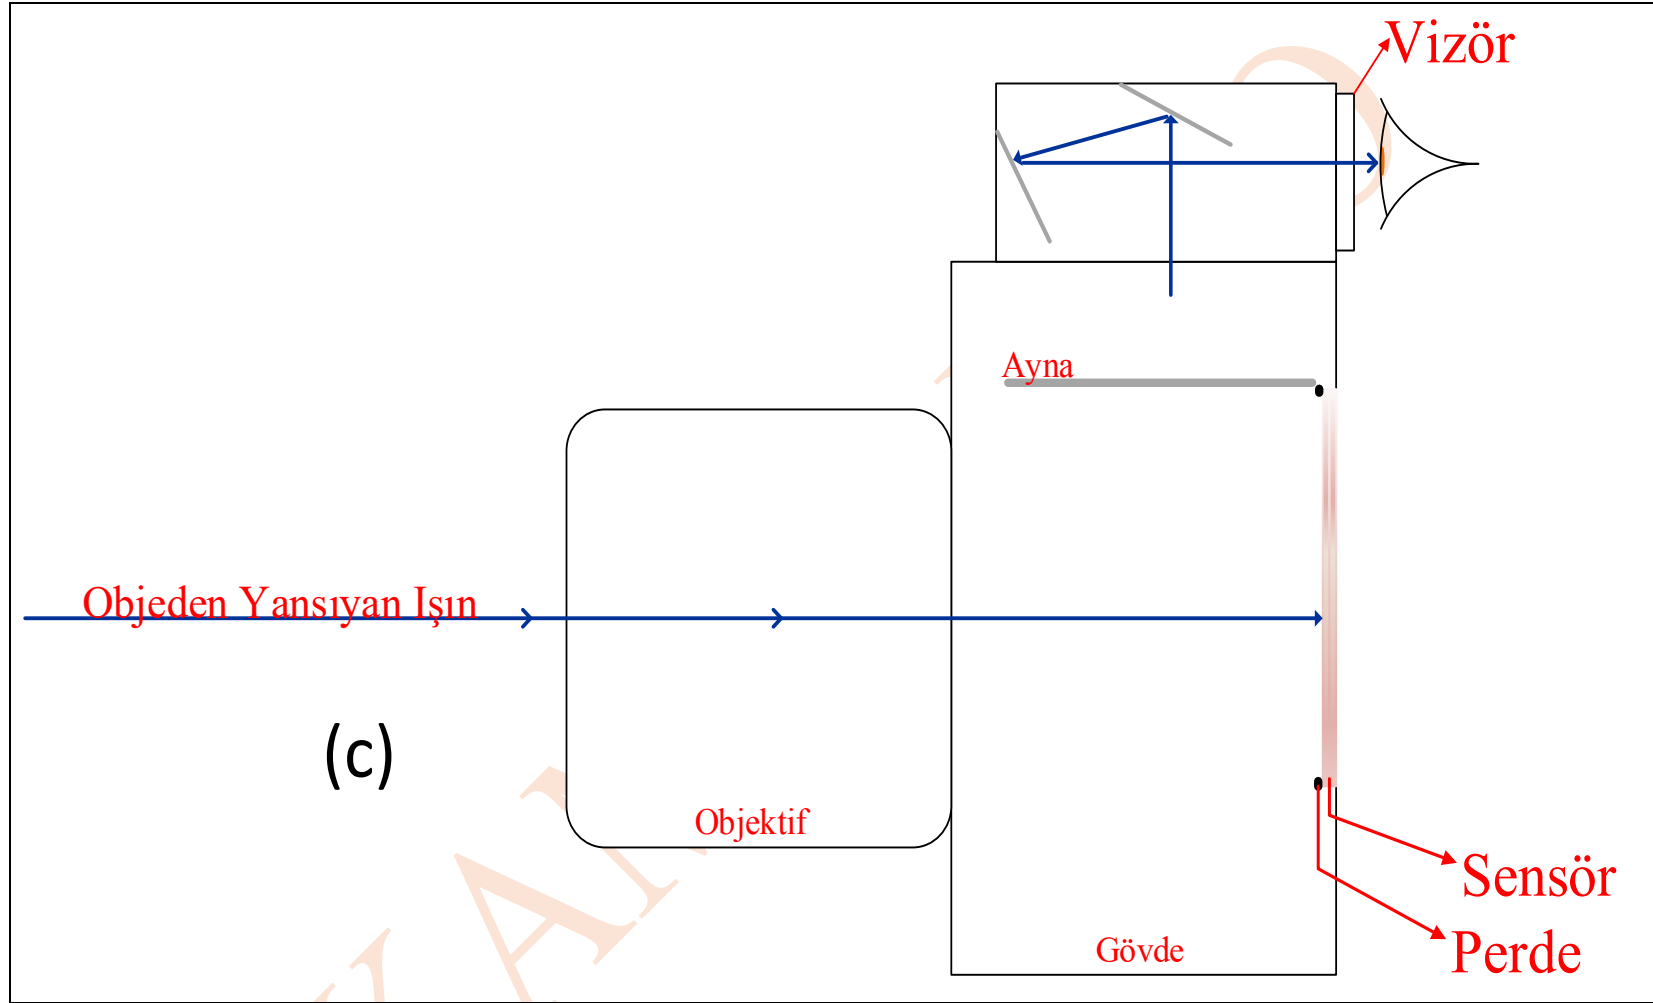 Vizör
Ayna
Objeden Yansıyan Işın
(c)
Objektif
Sensör
Gövde
Perde